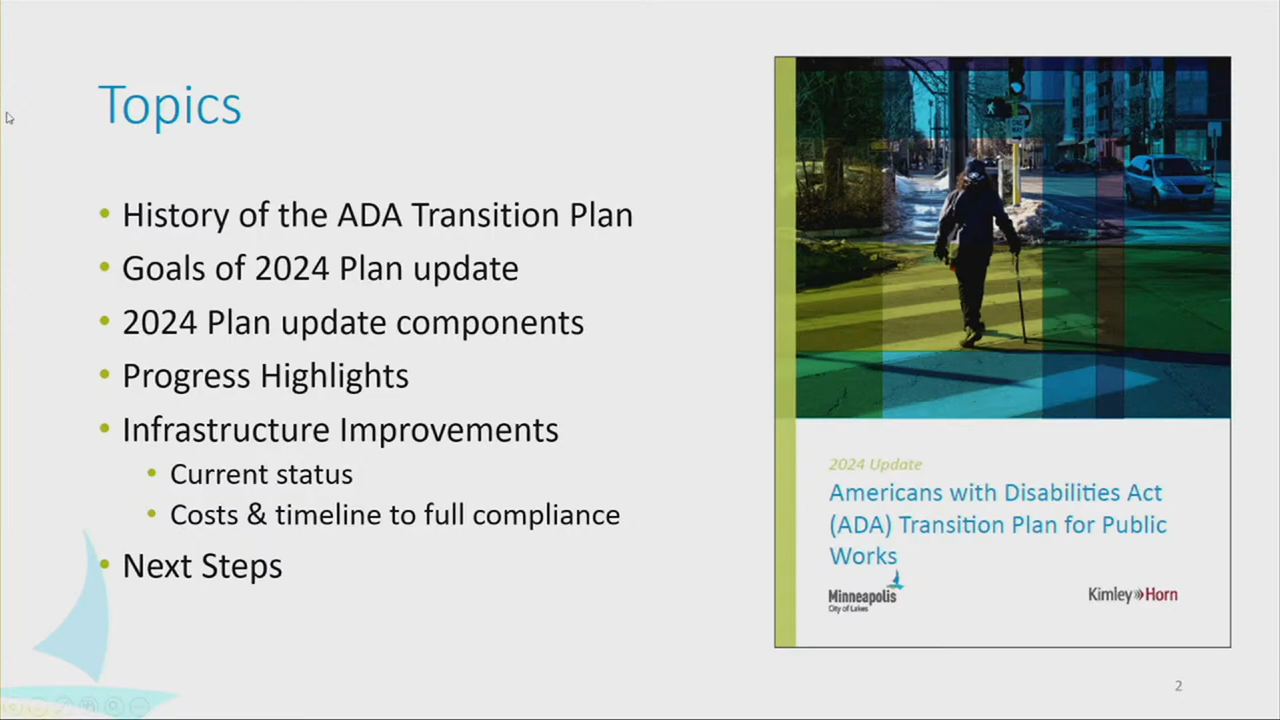 Topics
• History of the ADA Transition Plan
• Goals of 2024 Plan update
• 2024 Plan update components
• Progress Highlights
• Infrastructure Improvements
• Current status
• Costs & timeline to full compliance
• Next Steps
ONE WAY
2024 Update
Americans with Disabilities Act
(ADA) Transition Plan for Public
Works
Minneapolis
City of Lakes
Kimley»Horn
2